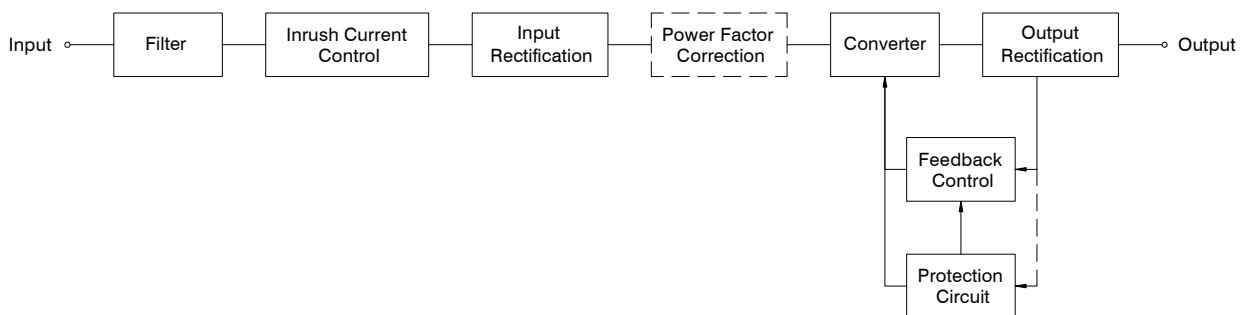 Input
Filter
Inrush Current
Control
Input
Rectification
Power Factor
Correction
Converter
Output
Rectification
Output
Feedback
Control
Protection
Circuit